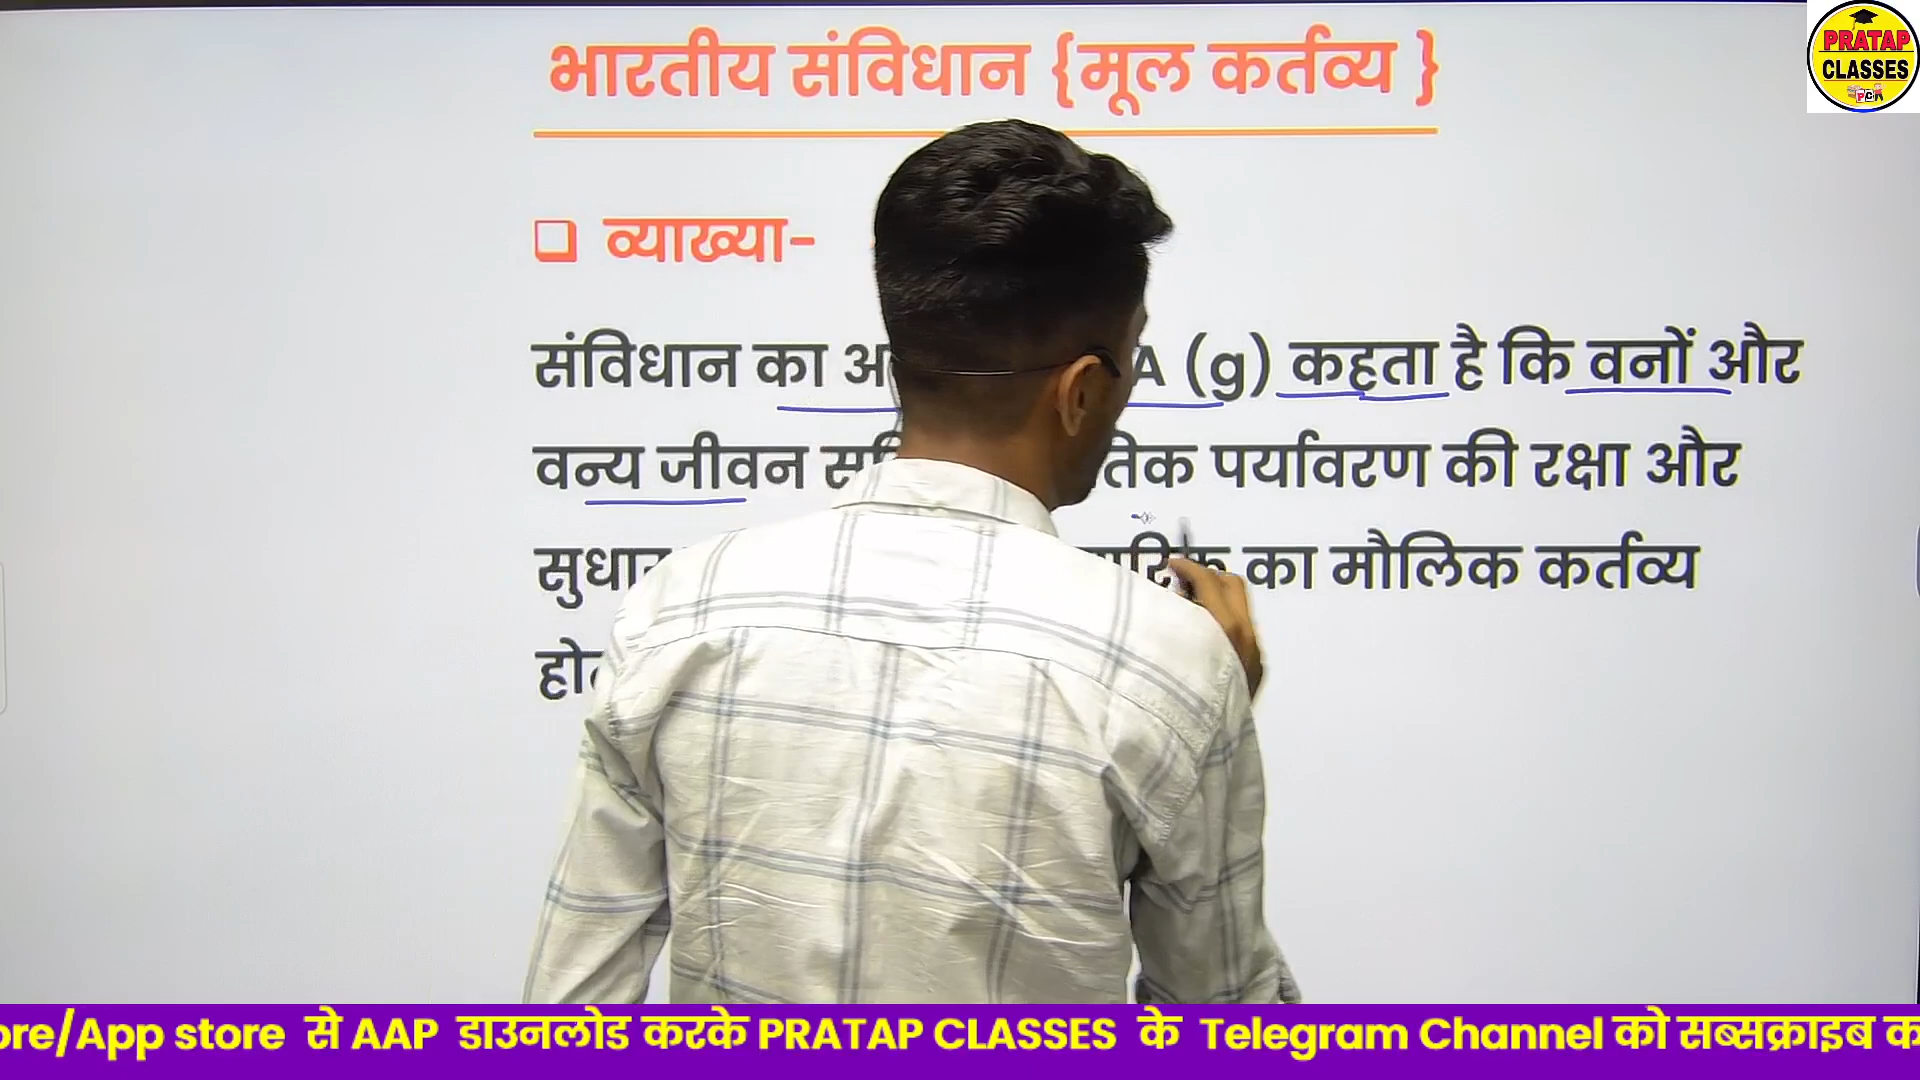 भारतीय संविधान {मूल कर्तव्य }
PRATAP
CLASSES
व्याख्या-
संविधान का A (g) कहता है कि वनों और
वन्य जीवन पर्यावरण की रक्षा और
का मौलिक कर्तव्य
ore/App store से AAP डाउनलोड करके PRATAP CLASSES के Telegram Channel को सब्सक्राइब क